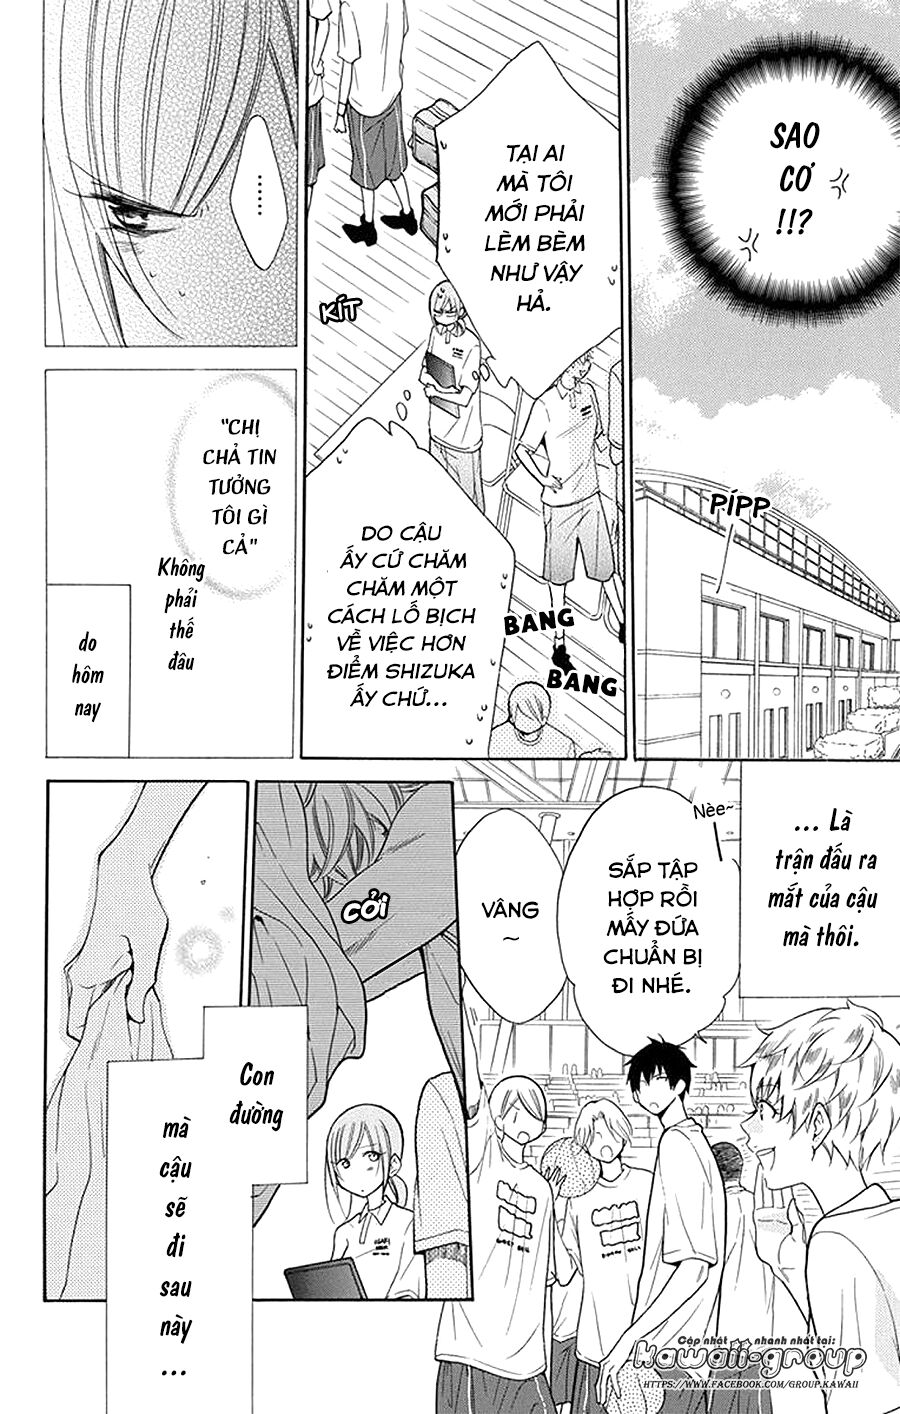 SAO
CƠ
!!?
PÍPP
TẠI AI
MÀ TÔI
MỚI PHẢI
LÈM BÈM
NHƯ VẬY
HẢ.
KÍT
DO CẬU
ẤY CỨ CHĂM
CHĂM MỘT
CÁCH LỐ BỊCH
VỀ VIỆC HƠN
ĐIỂM SHIZUKA
ẤY CHỨ...
BANG
BANG
........
"CHỊ
CHẢ TIN
TƯỞNG
TÔI GÌ
CẢ"
Không
phải
thế
đâu
do
hôm
nay
... Là
trận đấu ra
mắt của cậu
mà thôi.
Nèe~
SẮP TẬP
HỢP RỒI
MẤY ĐỨA
CHUẨN BỊ
ĐI NHÉ.
VÂNG
~
CỞI
Con
đường
mà
cậu
sẽ
đi
sau
này
...
Cập nhật nhanh nhất tại:
kawaii-group
HTTPS://WWW.FACEBOOK.COM/GROUP.KAWAII